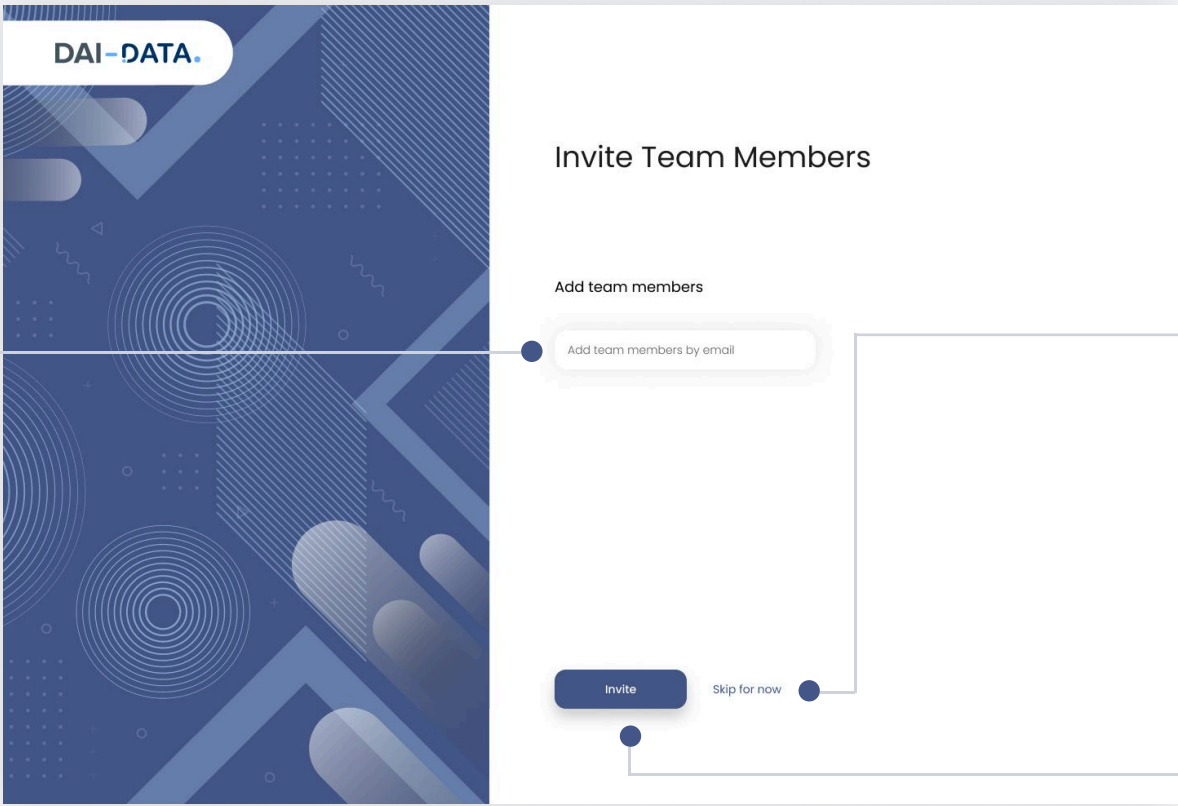 DAI-DATA.
Invite Team Members
Add team members
Add team members by email
Invite
Skip for now